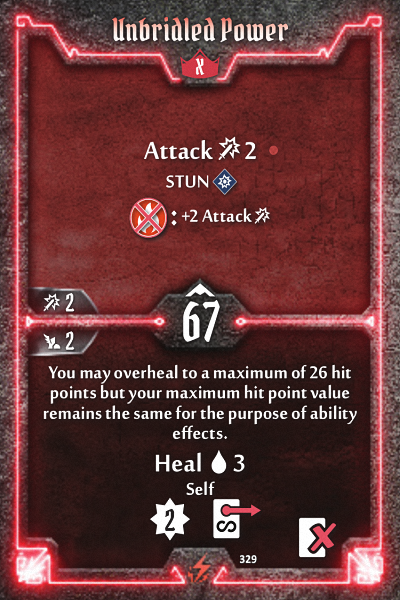 Unbridled Power
X
Attack 2
STUN
: +2 Attack
2
67
2
You may overheal to a maximum of 26 hit
points but your maximum hit point value
remains the same for the purpose of ability
effects.
Heal 3
Self
2
S
329